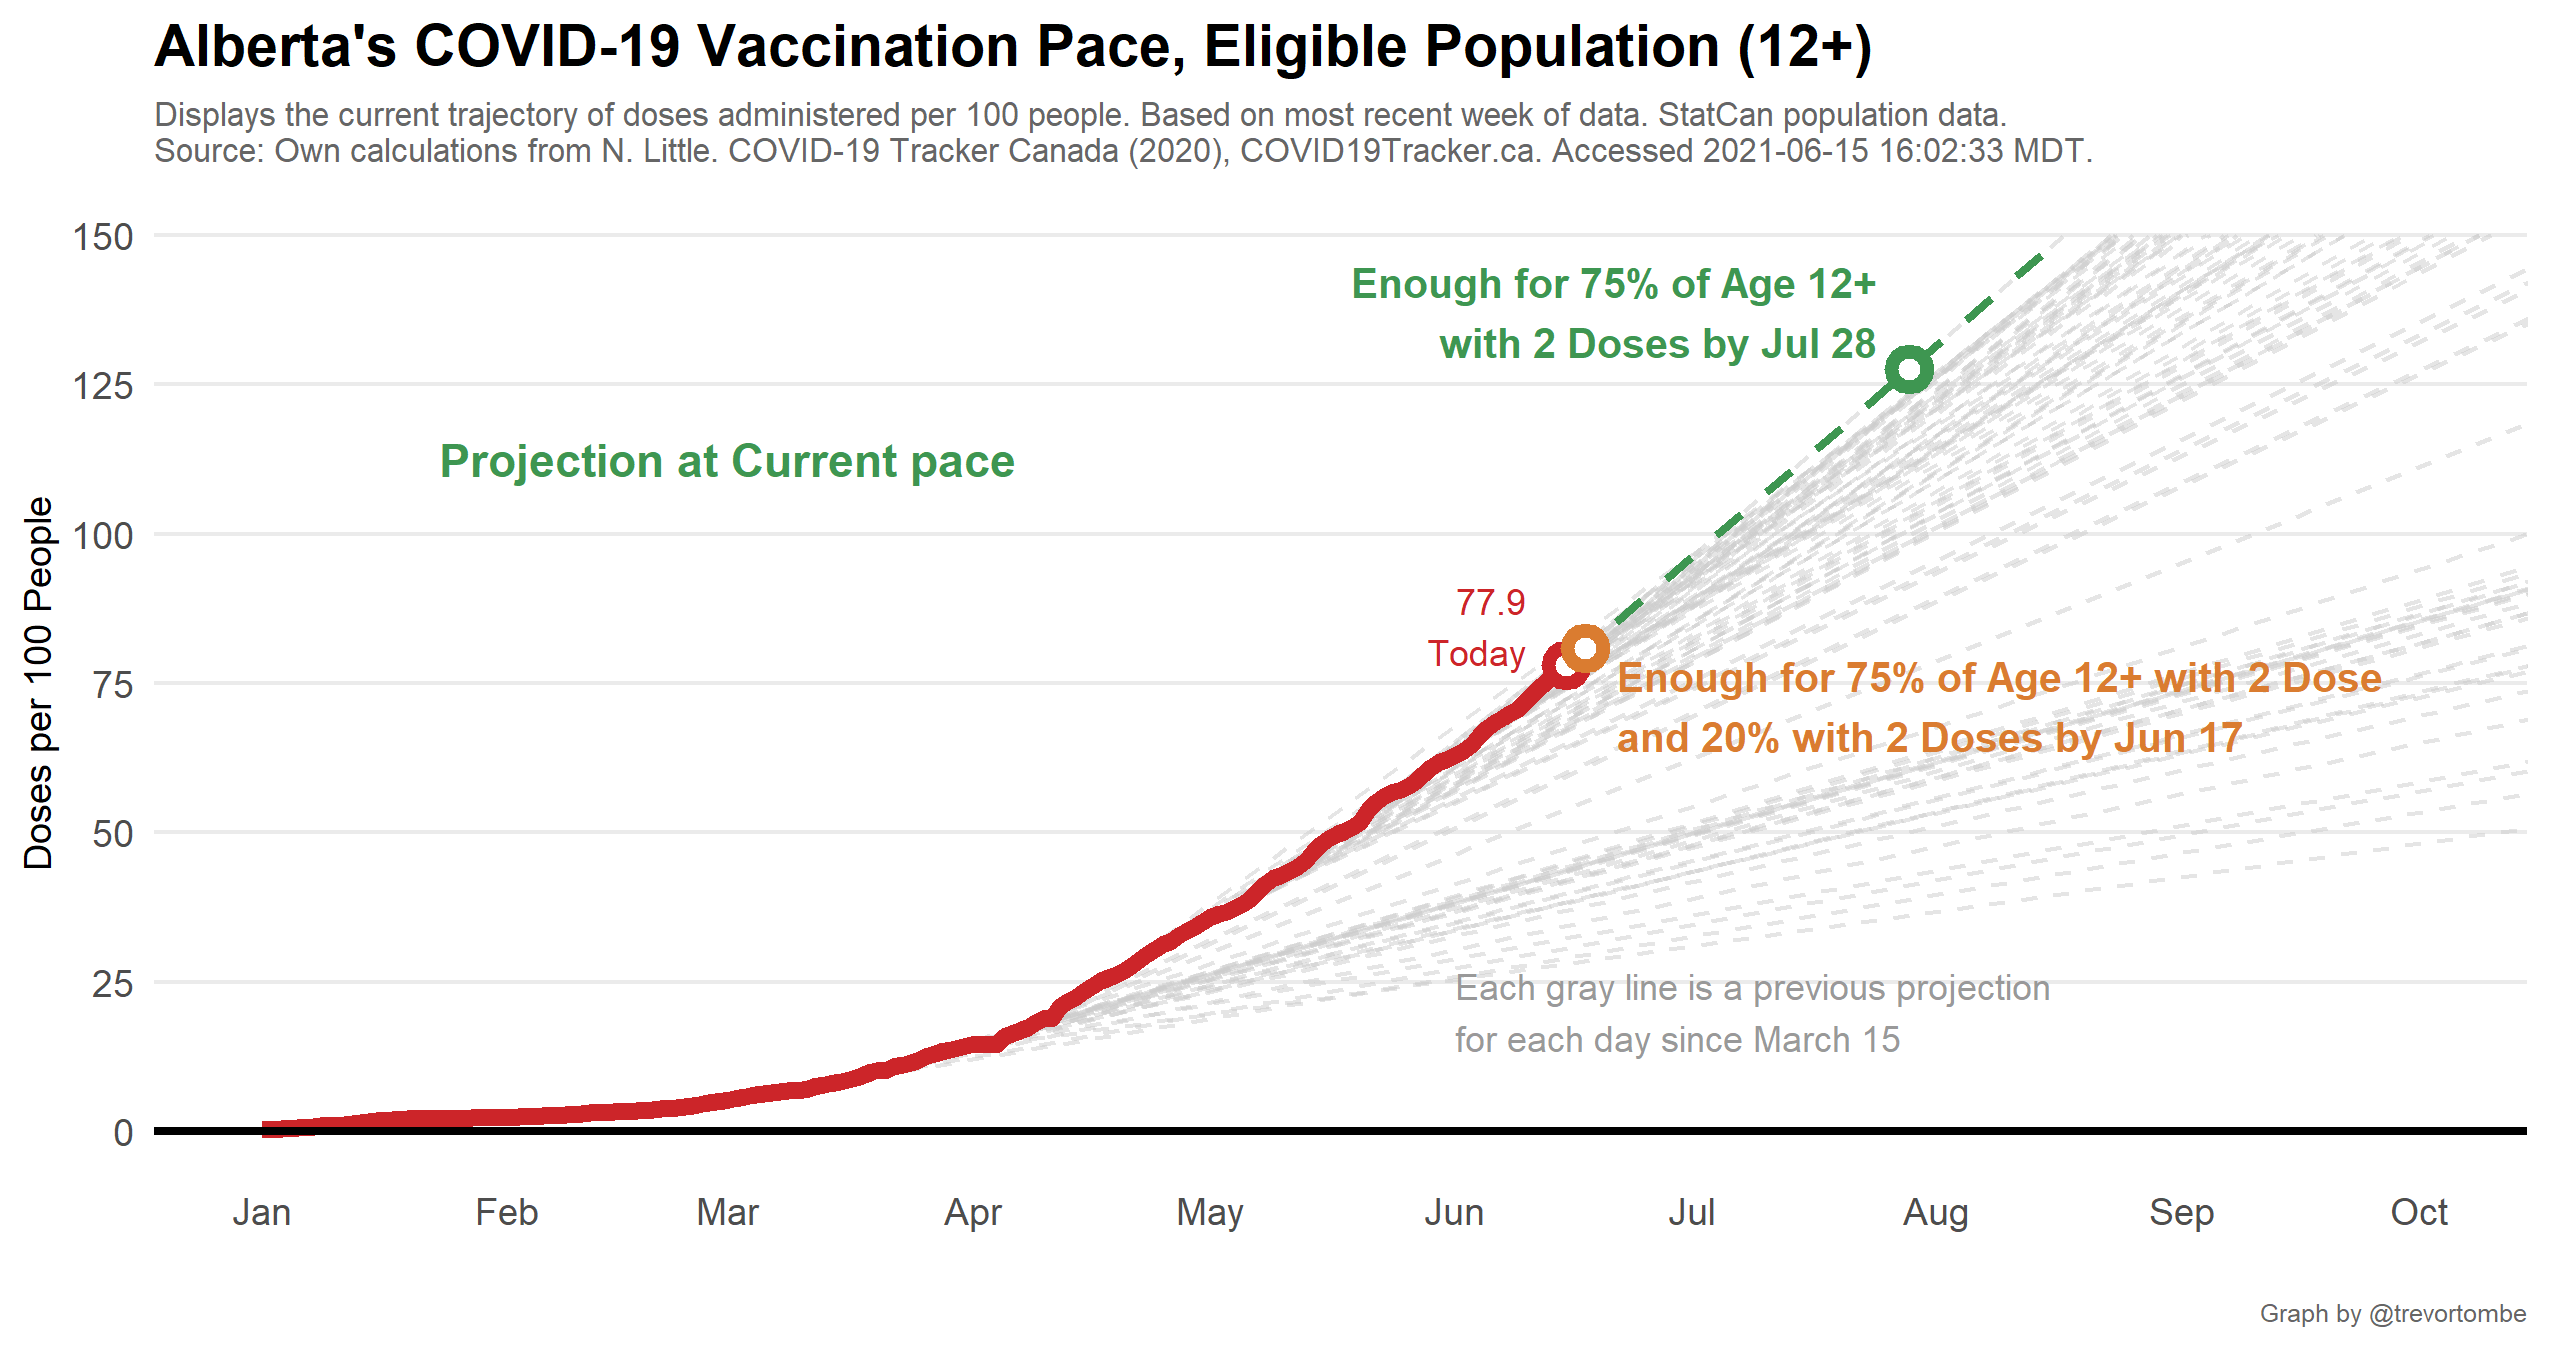 Alberta's COVID-19 Vaccination Pace, Eligible Population (12+)
Displays the current trajectory of doses administered per 100 people. Based on most recent week of data. StatCan population data.
Source: Own calculations from N. Little. COVID-19 Tracker Canada (2020), COVID19Tracker.ca. Accessed 2021-06-15 16:02:33 MDT.
Doses per 100 People
150
125
100
75
50
25
0
Enough for 75% of Age 12+
with 2 Doses by Jul 28
Projection at Current pace
77.9
Today
Enough for 75% of Age 12+ with 2 Dose
and 20% with 2 Doses by Jun 17
Each gray line is a previous projection
for each day since March 15
Jan Feb Mar Apr May Jun Jul Aug Sep Oct
Graph by @trevortombe